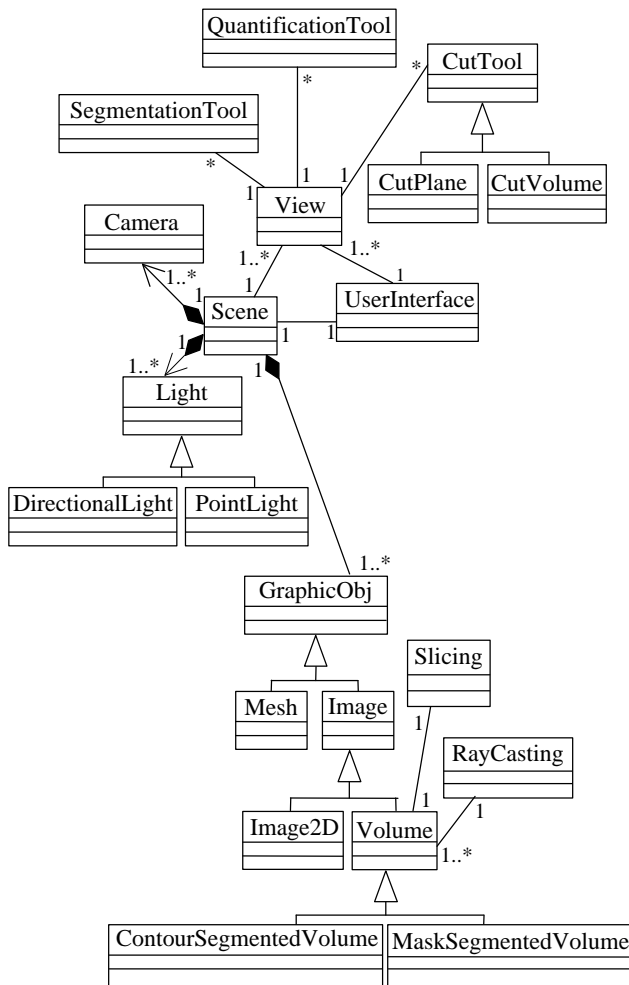 QuantificationTool
CutTool
*
*
SegmentationTool
*
1
1
1
CutPlane
CutVolume
View
Camera
1..*
1..*
1..*
1
1
1
Scene
UserInterface
1
1
1
1
1..*
Light
DirectionalLight
PointLight
1..*
GraphicObj
Slicing
Mesh
Image
1
RayCasting
1
1
Image2D
Volume
1..*
ContourSegmentedVolume
MaskSegmentedVolume